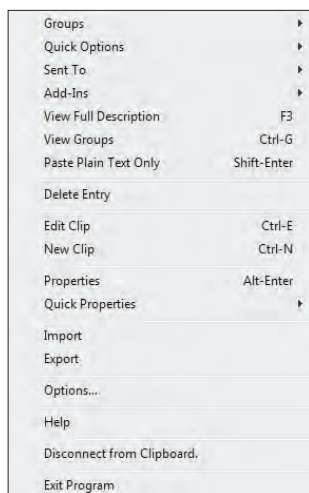 Groups
Quick Options
Sent To
Add-Ins
View Full Description F3
View Groups Ctrl-G
Paste Plain Text Only Shift-Enter
Delete Entry
Edit Clip Ctrl-E
New Clip Ctrl-N
Properties Alt-Enter
Quick Properties
Import
Export
Options...
Help
Disconnect from Clipboard.
Exit Program